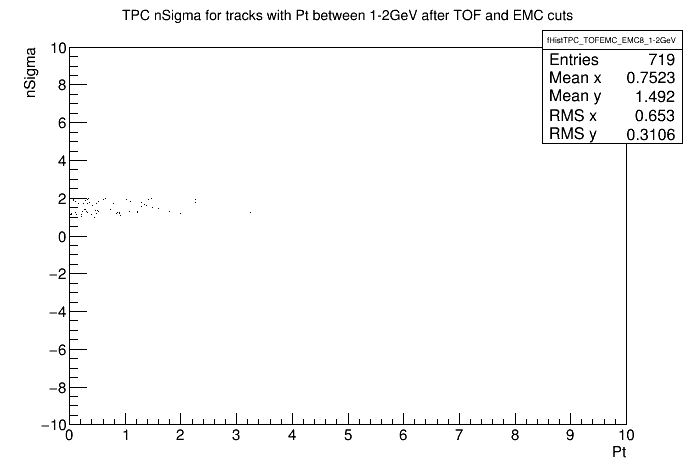 TPC nSigma for tracks with Pt between 1-2GeV after TOF and EMC cuts
fHistTPC_TOFEMC_EMC8_1-2GeV
Entries 719
Mean x 0.7523
Mean y 1.492
RMS x 0.653
RMS y 0.3106
nSigma
10
8
6
4
2
0
−2
−4
−6
−8
−10
0 1 2 3 4 5 6 7 8 9 10
Pt